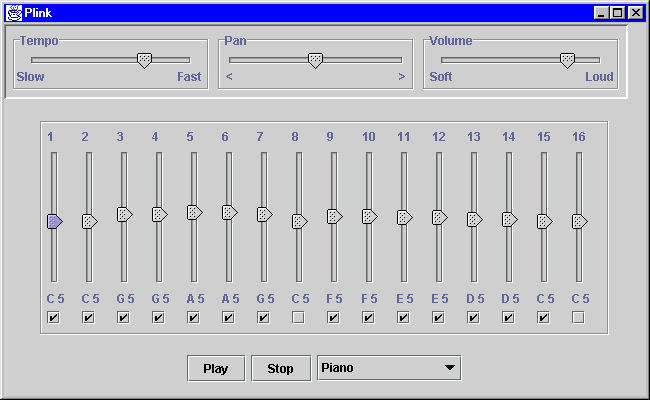 Plink
Tempo Pan Volume
Slow Fast < > Soft Loud
1 2 3 4 5 6 7 8 9 10 11 12 13 14 15 16
C 5 C 5 G 5 G 5 A 5 A 5 G 5 C 5 F 5 F 5 E 5 E 5 D 5 D 5 C 5 C 5
Play Stop Piano